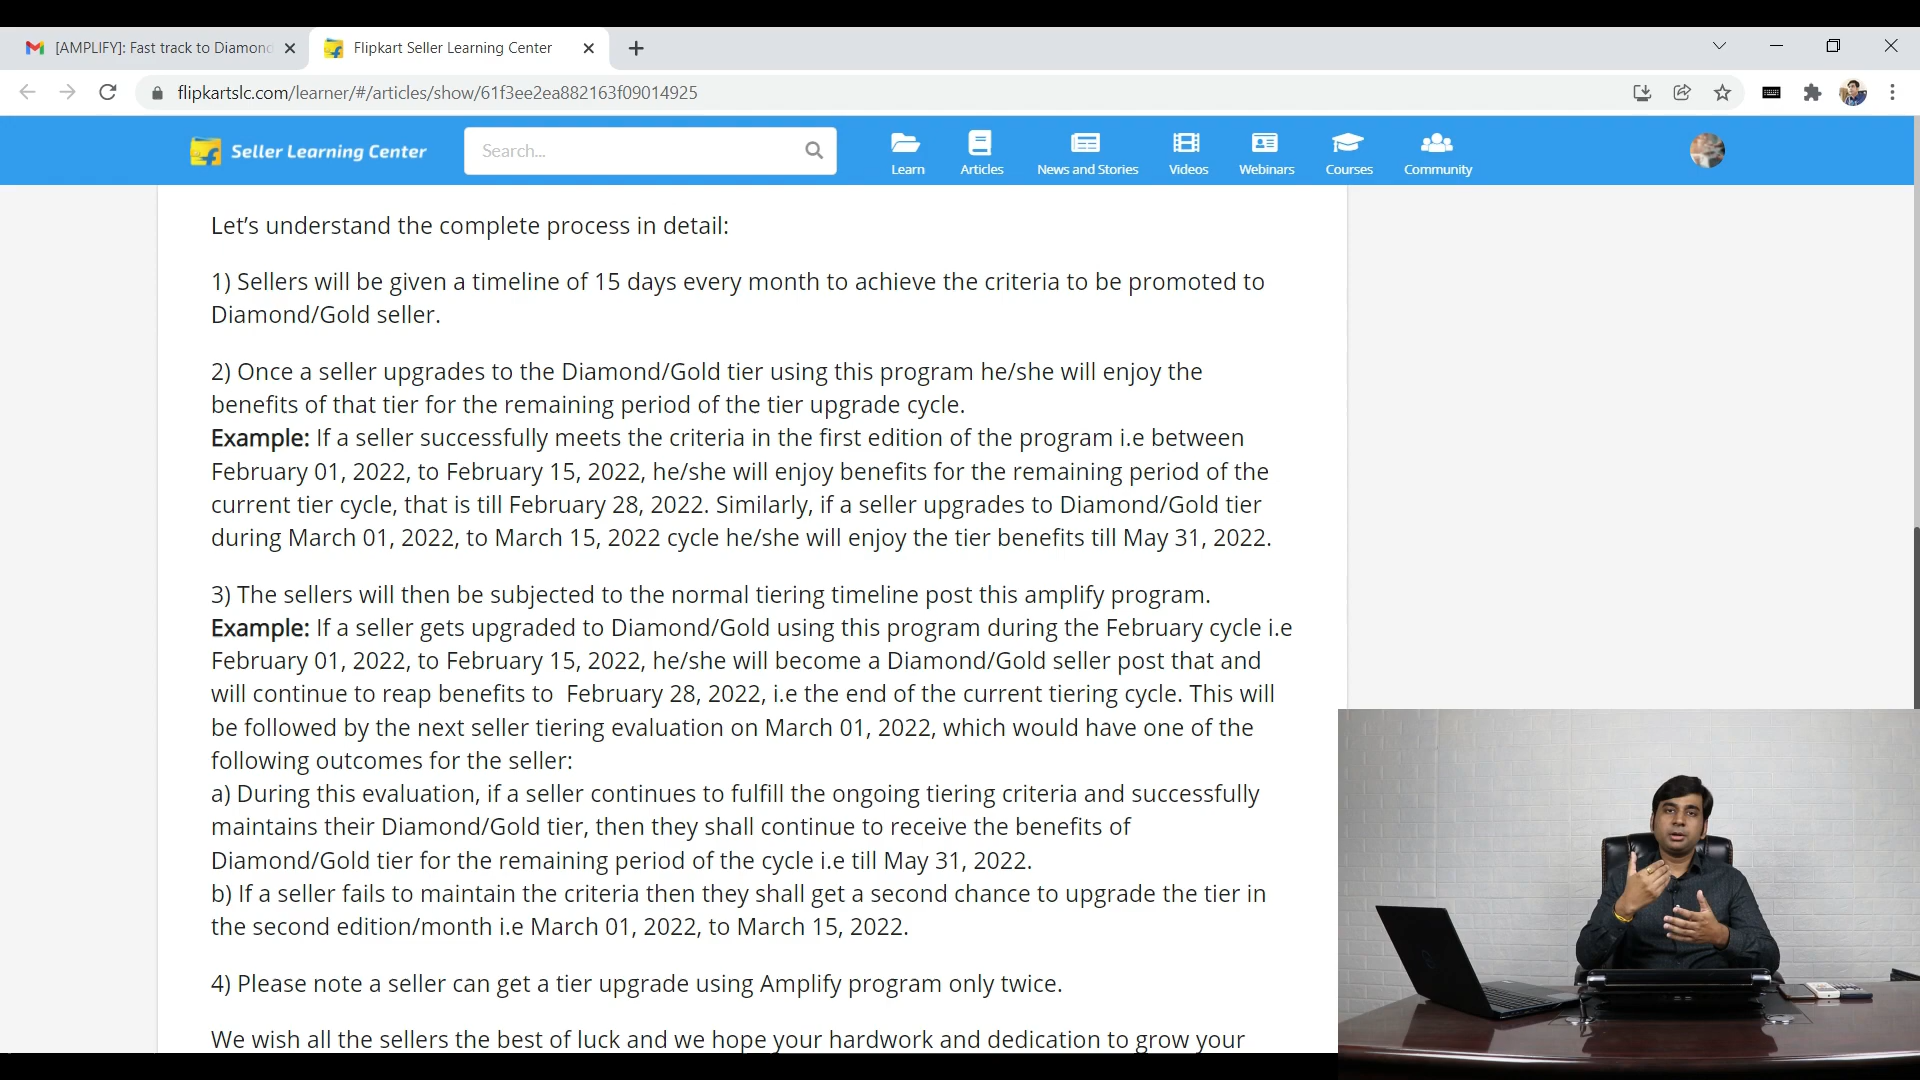 [AMPLIFY]: Fast track to Diamond
Flipkart Seller Learning Center
flipkartslc.com/learner/#/articles/show/61f3ee2ea882163f09014925
Seller Learning Center
Search...
Learn
Articles
News and Stories
Videos
Webinars
Courses
Community
Let’s understand the complete process in detail:
1) Sellers will be given a timeline of 15 days every month to achieve the criteria to be promoted to
Diamond/Gold seller.
2) Once a seller upgrades to the Diamond/Gold tier using this program he/she will enjoy the
benefits of that tier for the remaining period of the tier upgrade cycle.
Example: If a seller successfully meets the criteria in the first edition of the program i.e between
February 01, 2022, to February 15, 2022, he/she will enjoy benefits for the remaining period of the
current tier cycle, that is till February 28, 2022. Similarly, if a seller upgrades to Diamond/Gold tier
during March 01, 2022, to March 15, 2022 cycle he/she will enjoy the tier benefits till May 31, 2022.
3) The sellers will then be subjected to the normal tiering timeline post this amplify program.
Example: If a seller gets upgraded to Diamond/Gold using this program during the February cycle i.e
February 01, 2022, to February 15, 2022, he/she will become a Diamond/Gold seller post that and
will continue to reap benefits to  February 28, 2022, i.e the end of the current tiering cycle. This will
be followed by the next seller tiering evaluation on March 01, 2022, which would have one of the
following outcomes for the seller:
a) During this evaluation, if a seller continues to fulfill the ongoing tiering criteria and successfully
maintains their Diamond/Gold tier, then they shall continue to receive the benefits of
Diamond/Gold tier for the remaining period of the cycle i.e till May 31, 2022.
b) If a seller fails to maintain the criteria then they shall get a second chance to upgrade the tier in
the second edition/month i.e March 01, 2022, to March 15, 2022.
4) Please note a seller can get a tier upgrade using Amplify program only twice.
We wish all the sellers the best of luck and we hope your hardwork and dedication to grow your